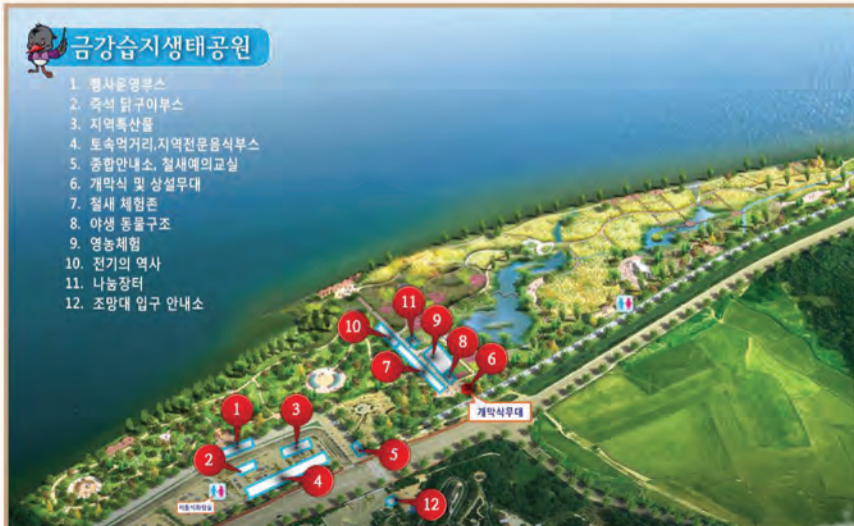 금강습지생태공원
1. 행사운영부스
2. 즉석 닭구이부스
3. 지역특산물
4. 토속먹거리,지역전문음식부스
5. 종합안내소, 철새예의교실
6. 개막식 및 상설무대
7. 철새 체험존
8. 야생 동물구조
9. 영농체험
10. 전기의 역사
11. 나눔장터
12. 조망대 입구 안내소
11
10
9
8
7
6
개막식무대
1
3
2
5
4
이동식화장실
12